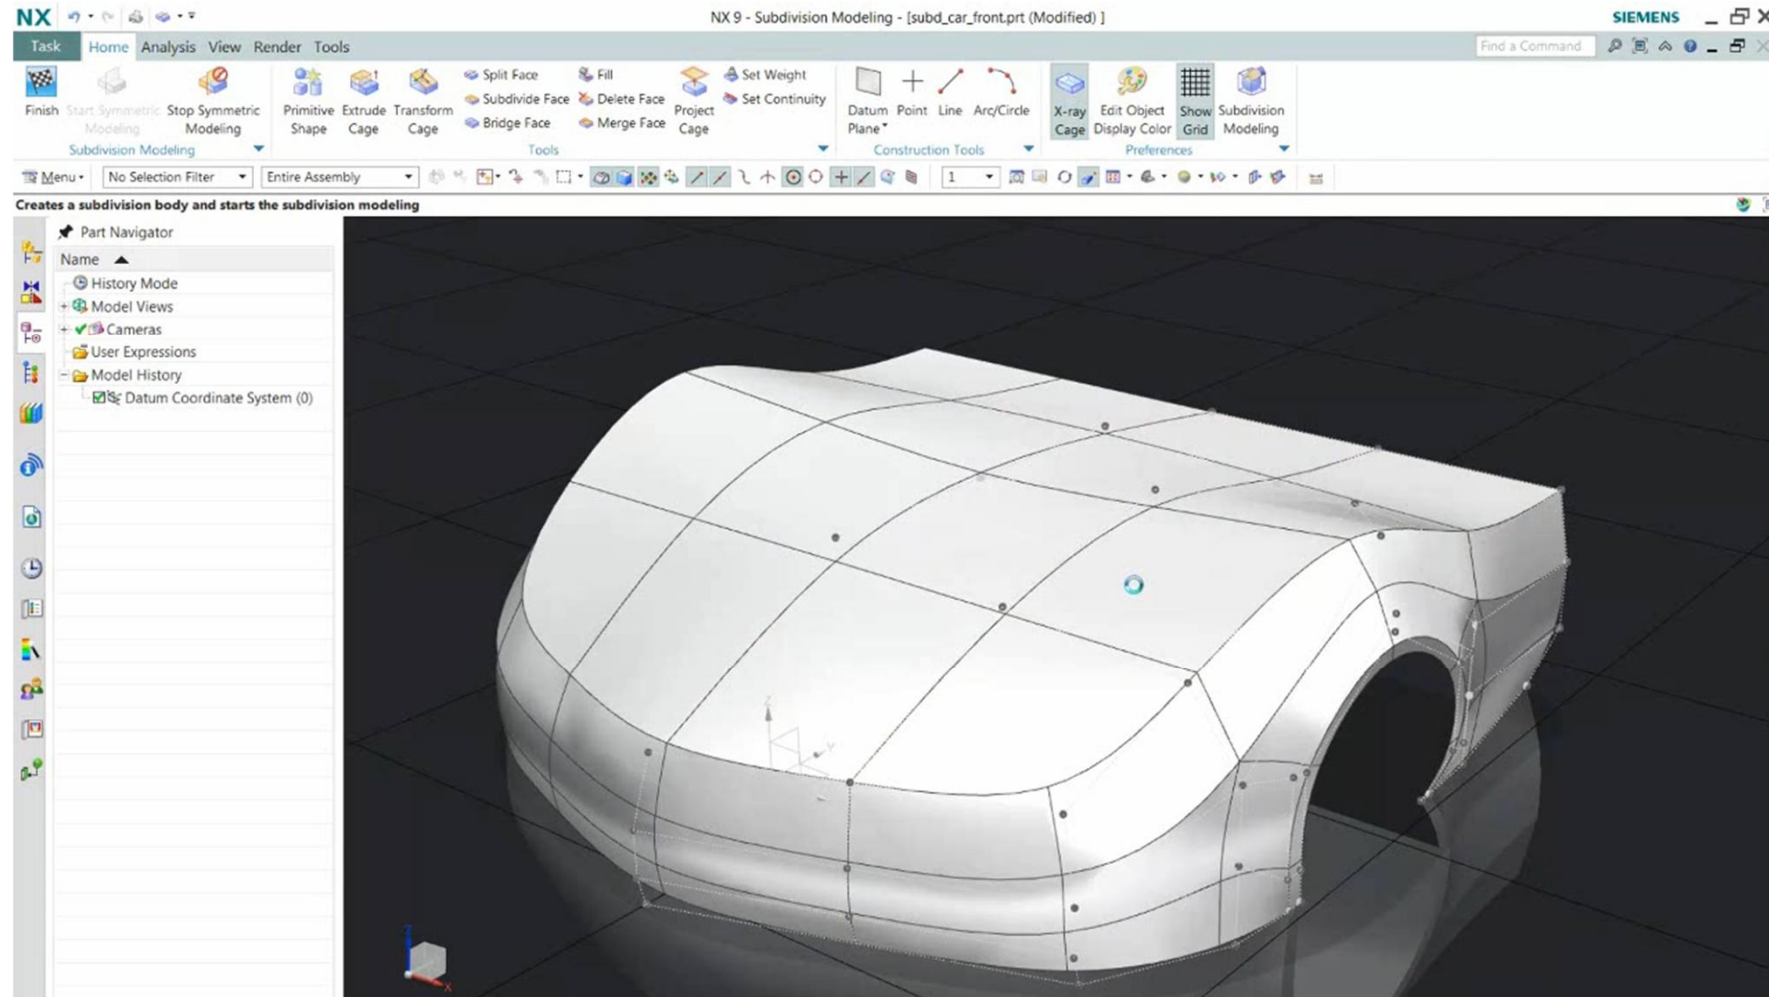 NX
NX 9 - Subdivision Modeling - [subd_car_front.prt (Modified) ]
SIEMENS
Task Home Analysis View Render Tools
Find a Command
Finish
Start Symmetric Modeling
Stop Symmetric Modeling
Primitive Shape
Extrude Cage
Transform Cage
Split Face
Subdivide Face
Bridge Face
Fill
Delete Face
Merge Face
Project Cage
Set Weight
Set Continuity
Datum Plane
Point
Line
Arc/Circle
X-ray Cage
Edit Object Display Color
Show Grid
Subdivision Modeling
Subdivision Modeling
Tools
Construction Tools
Preferences
Menu No Selection Filter Entire Assembly 1
Creates a subdivision body and starts the subdivision modeling
Part Navigator
Name
History Mode
Model Views
Cameras
User Expressions
Model History
Datum Coordinate System (0)
Z
Y
Z
X